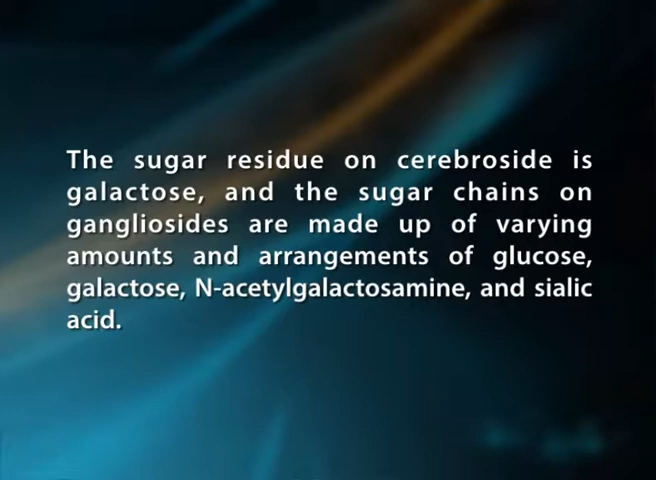 The sugar residue on cerebroside is
galactose, and the sugar chains on
gangliosides are made up of varying
amounts and arrangements of glucose,
galactose, N-acetylgalactosamine, and sialic
acid.